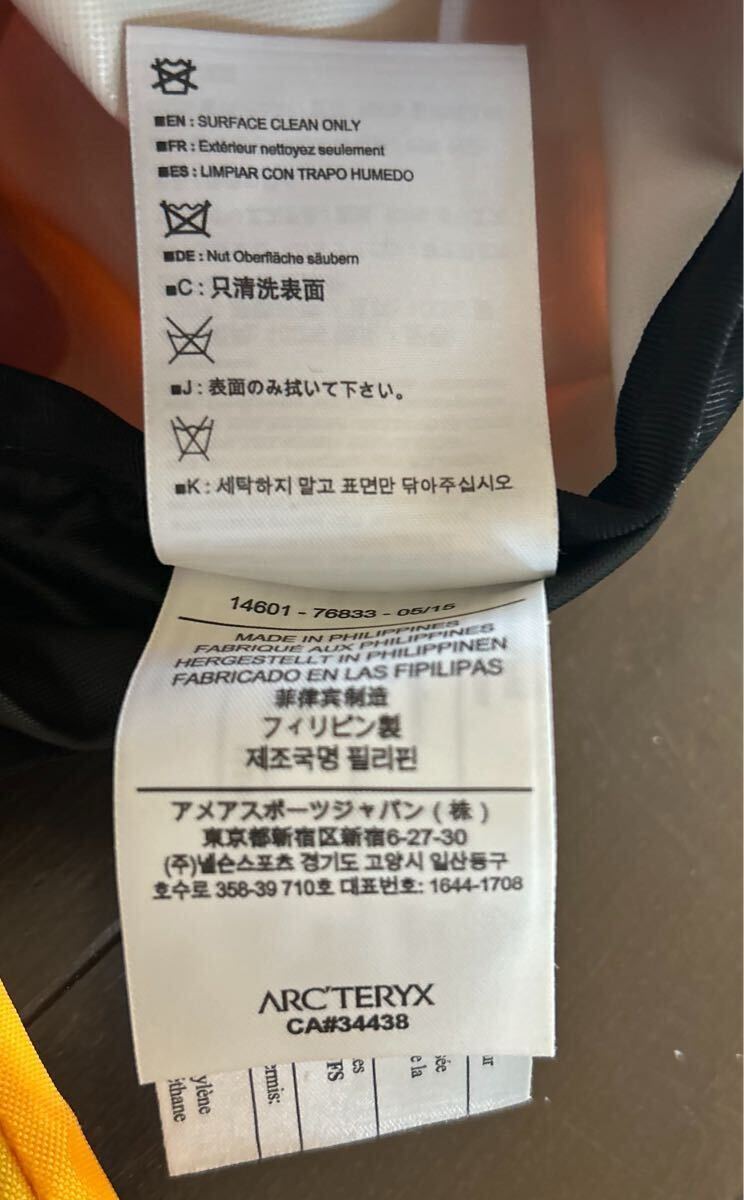 ■EN : SURFACE CLEAN ONLY
■FR : Extérieur nettoyez seulement
■ES : LIMPIAR CON TRAPO HUMEDO
■DE : Nut Oberfläche säubern
■C : 只清洗表面
■J : 表面のみ拭いて下さい。
■K : 세탁하지 말고 표면만 닦아주십시오
14601 - 76833 - 05/15
MADE IN PHILIPPINES
FABRIQUÉ AUX PHILIPPINES
HERGESTELLT IN PHILIPPINEN
FABRICADO EN LAS FIPILIPAS
菲律宾制造
フィリピン製
제조국명 필리핀
アメアスポーツジャパン ( 株 )
東京都新宿区新宿6-27-30
(주)넬슨스포츠 경기도 고양시 일산동구
호수로 358-39 710호 대표번호: 1644-1708
ARC'TERYX
CA#34438